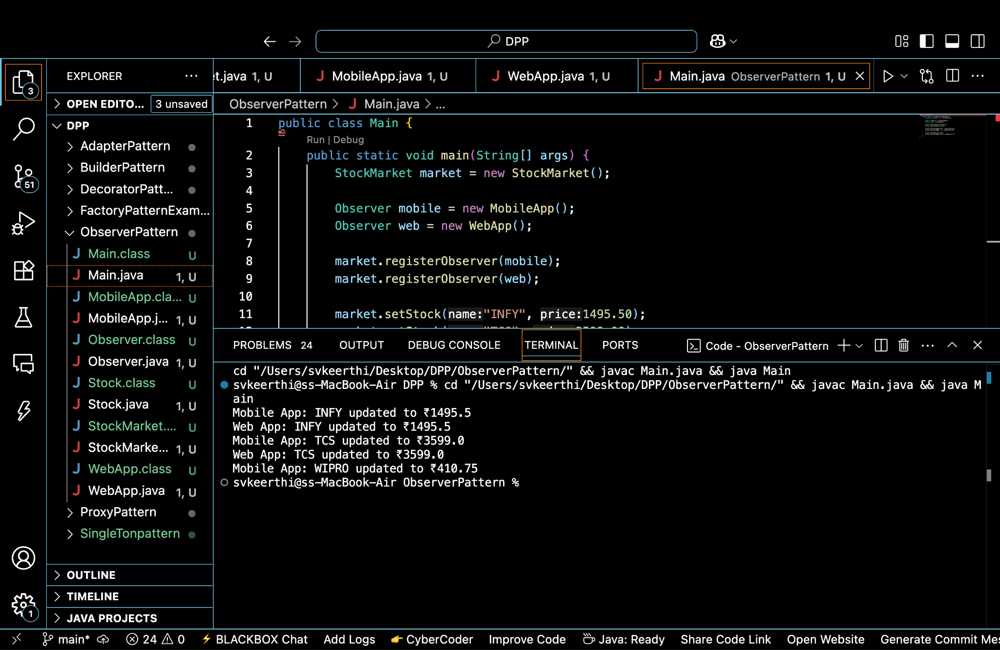 DPP
3
EXPLORER
t.java 1, U
MobileApp.java 1, U
WebApp.java 1, U
Main.java ObserverPattern 1, U
OPEN EDITO... 3 unsaved
ObserverPattern > Main.java > ...
DPP
AdapterPattern
BuilderPattern
DecoratorPatt...
FactoryPatternExam...
ObserverPattern
Main.class U
Main.java 1, U
MobileApp.cla... U
MobileApp.j... 1, U
Observer.class U
Observer.java 1, U
Stock.class U
Stock.java 1, U
StockMarket.... U
StockMarke... 1, U
WebApp.class U
WebApp.java 1, U
ProxyPattern
SingleTonpattern
OUTLINE
TIMELINE
JAVA PROJECTS
51
1
1 public class Main {
Run | Debug
2 public static void main(String[] args) {
3 StockMarket market = new StockMarket();
4
5 Observer mobile = new MobileApp();
6 Observer web = new WebApp();
7
8 market.registerObserver(mobile);
9 market.registerObserver(web);
10
11 market.setStock(name:"INFY", price:1495.50);
PROBLEMS 24 OUTPUT DEBUG CONSOLE TERMINAL PORTS Code - ObserverPattern
cd "/Users/svkeerthi/Desktop/DPP/ObserverPattern/" && javac Main.java && java Main
svkeerthi@ss-MacBook-Air DPP % cd "/Users/svkeerthi/Desktop/DPP/ObserverPattern/" && javac Main.java && java M
ain
Mobile App: INFY updated to ₹1495.5
Web App: INFY updated to ₹1495.5
Mobile App: TCS updated to ₹3599.0
Web App: TCS updated to ₹3599.0
Mobile App: WIPRO updated to ₹410.75
svkeerthi@ss-MacBook-Air ObserverPattern %
main* 24 0 BLACKBOX Chat Add Logs CyberCoder Improve Code Java: Ready Share Code Link Open Website Generate Commit Mes